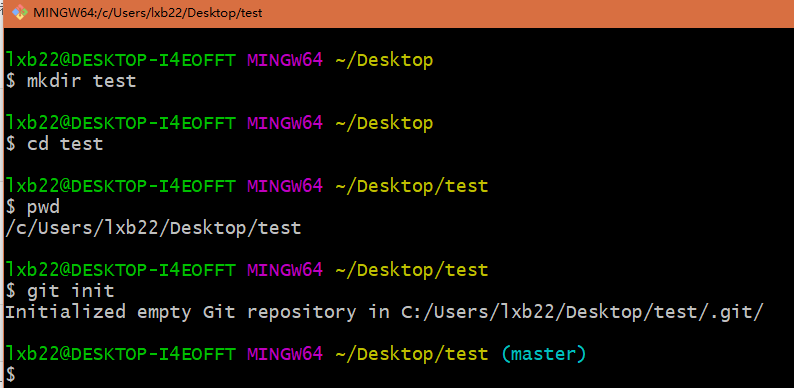 MINGW64:/c/Users/lxb22/Desktop/test
lxb22@DESKTOP-I4EOFFT MINGW64 ~/Desktop
$ mkdir test
lxb22@DESKTOP-I4EOFFT MINGW64 ~/Desktop
$ cd test
lxb22@DESKTOP-I4EOFFT MINGW64 ~/Desktop/test
$ pwd
/c/Users/lxb22/Desktop/test
lxb22@DESKTOP-I4EOFFT MINGW64 ~/Desktop/test
$ git init
Initialized empty Git repository in C:/Users/lxb22/Desktop/test/.git/
lxb22@DESKTOP-I4EOFFT MINGW64 ~/Desktop/test (master)
$